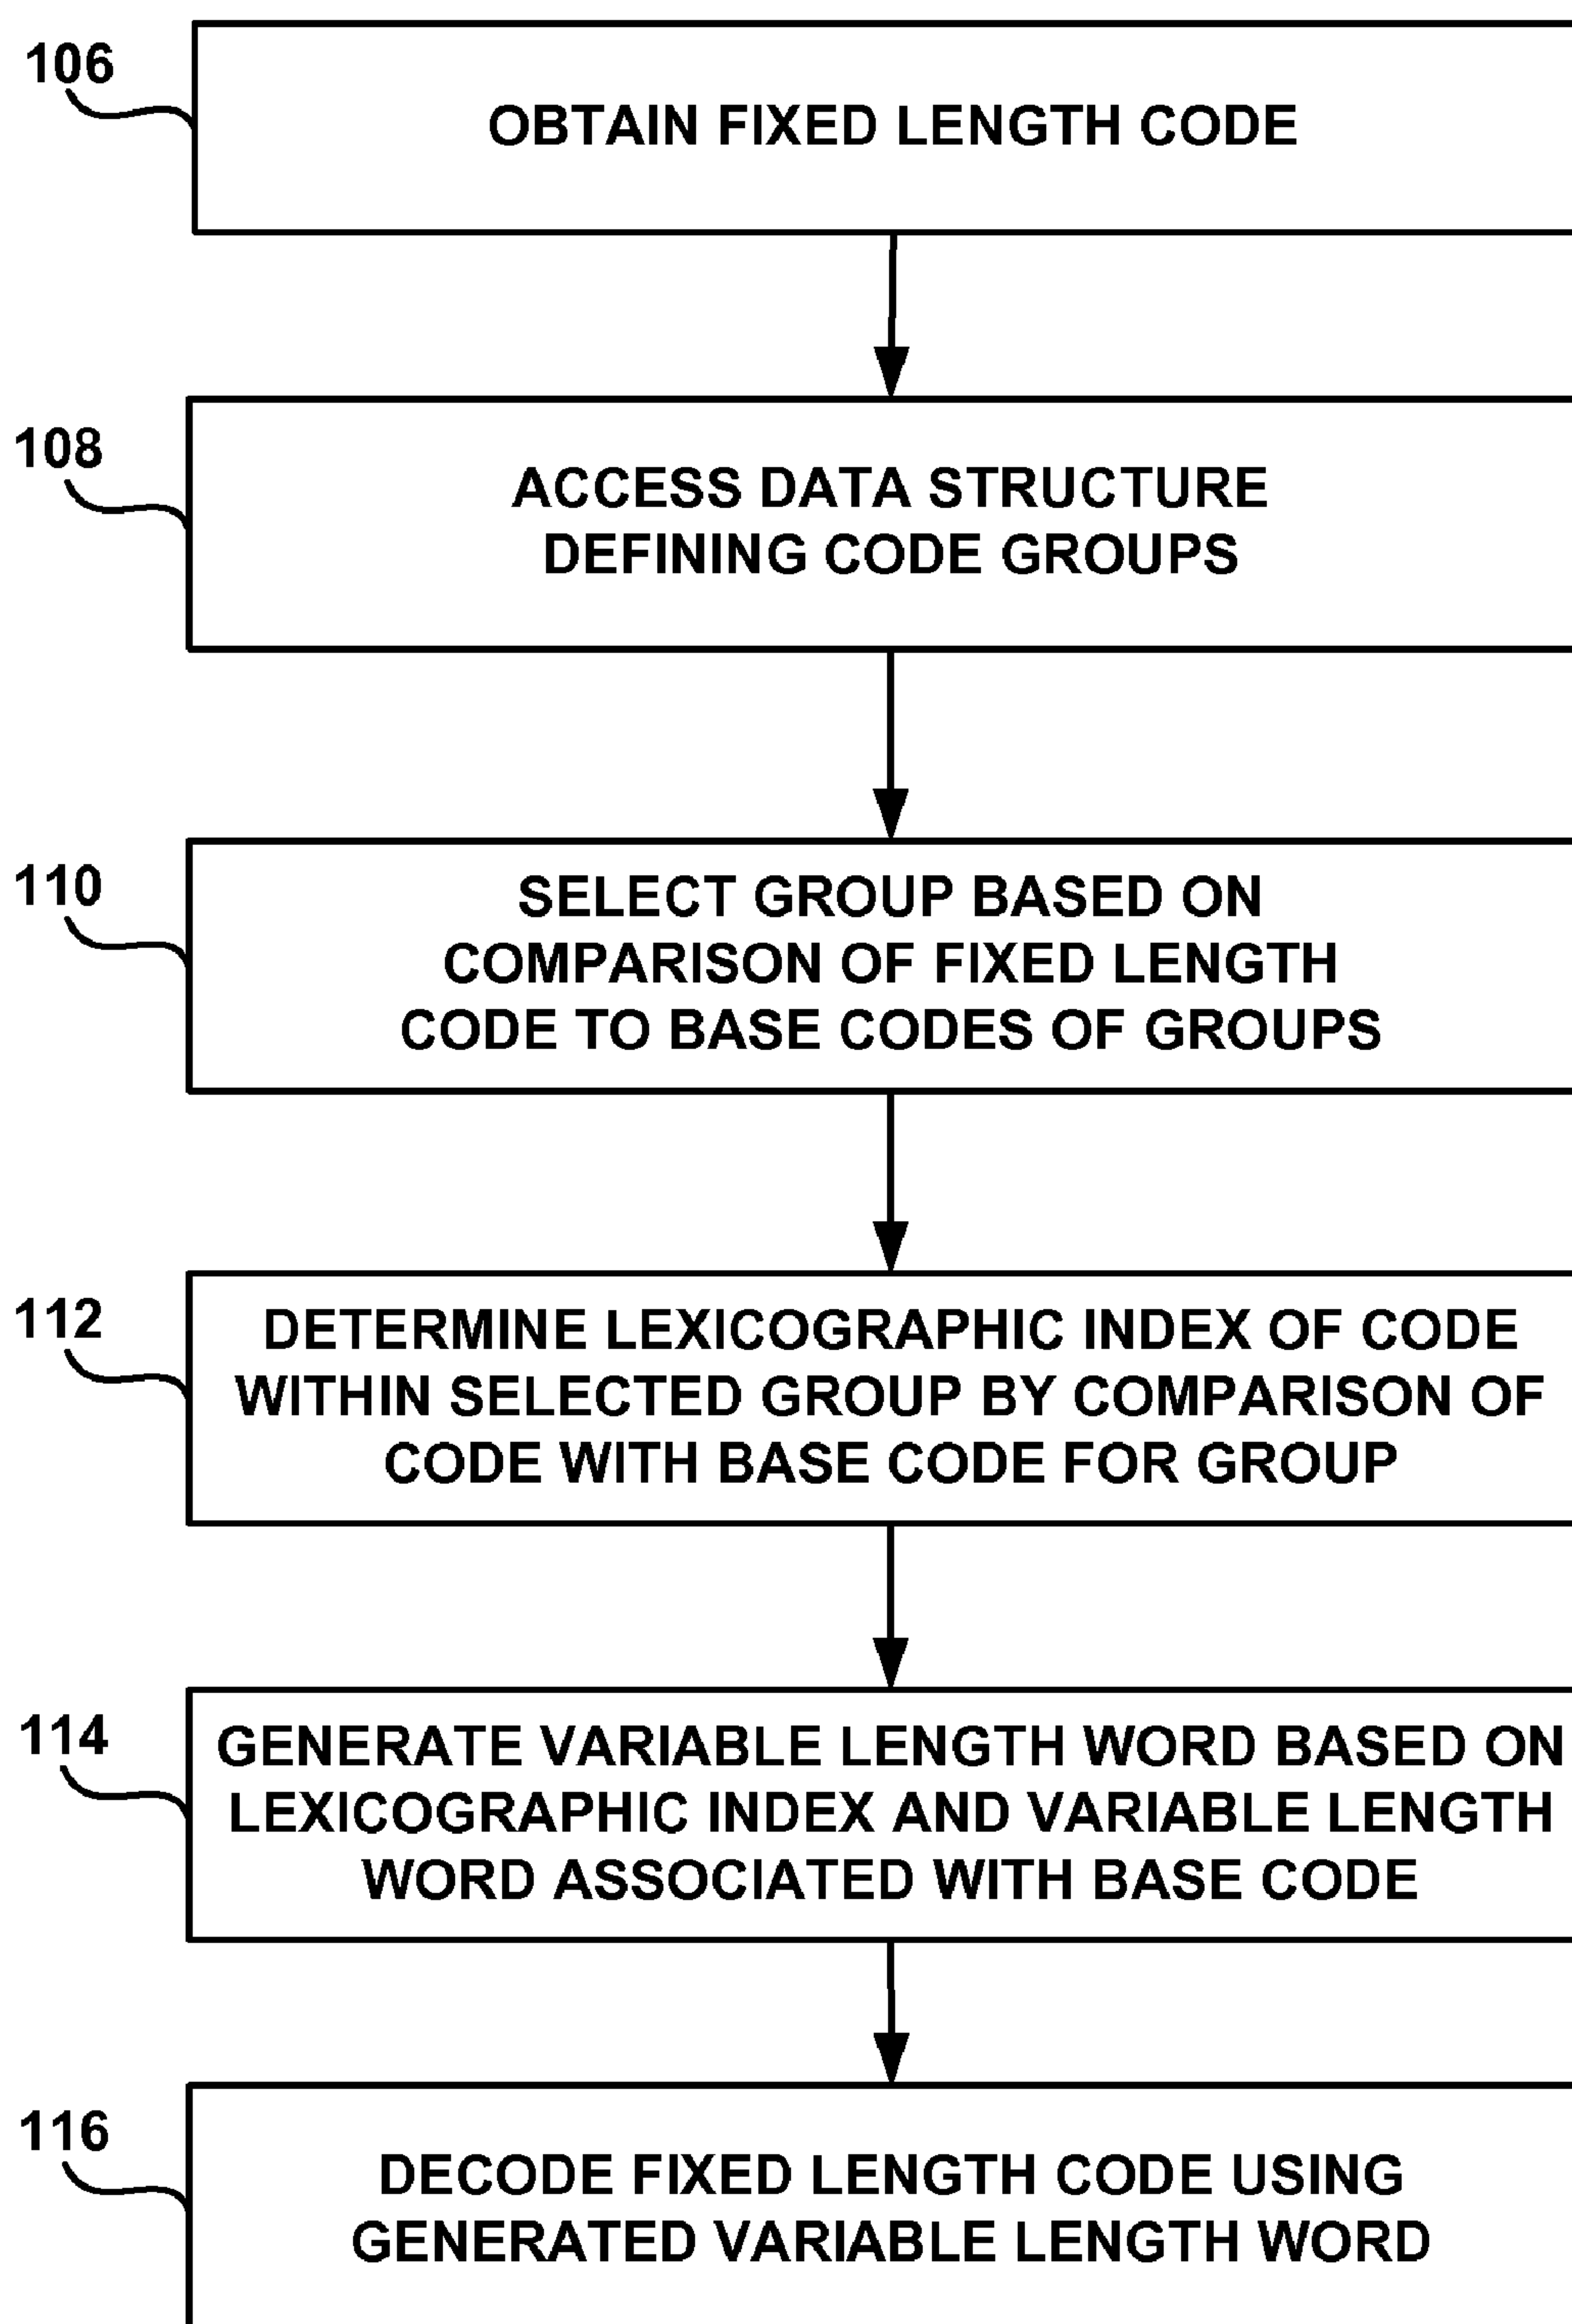 106
OBTAIN FIXED LENGTH CODE
108
ACCESS DATA STRUCTURE
DEFINING CODE GROUPS
110
SELECT GROUP BASED ON
COMPARISON OF FIXED LENGTH
CODE TO BASE CODES OF GROUPS
112
DETERMINE LEXICOGRAPHIC INDEX OF CODE
WITHIN SELECTED GROUP BY COMPARISON OF
CODE WITH BASE CODE FOR GROUP
114
GENERATE VARIABLE LENGTH WORD BASED ON
LEXICOGRAPHIC INDEX AND VARIABLE LENGTH
WORD ASSOCIATED WITH BASE CODE
116
DECODE FIXED LENGTH CODE USING
GENERATED VARIABLE LENGTH WORD